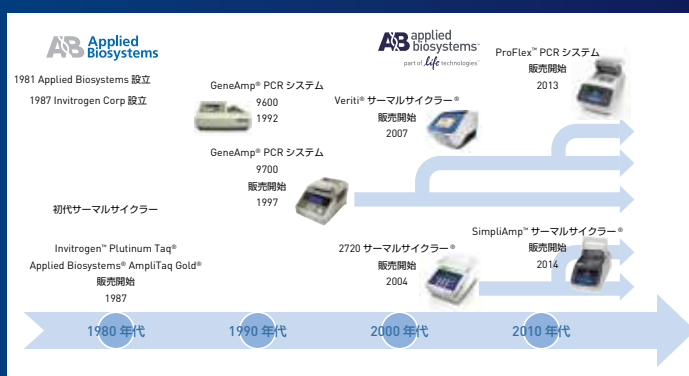 Applied
Biosystems
1981 Applied Biosystems 設立
1987 Invitrogen Corp 設立
初代サーマルサイクラー
Invitrogen™ Plutinum Taq®
Applied Biosystems® AmpliTaq Gold®
販売開始
1987
GeneAmp® PCR システム
9600
1992
GeneAmp® PCR システム
9700
販売開始
1997
applied
biosystems™
part of life technologies™
Veriti® サーマルサイクラー®
販売開始
2007
2720 サーマルサイクラー®
販売開始
2004
ProFlex™ PCR システム
販売開始
2013
SimpliAmp™ サーマルサイクラー®
販売開始
2014
1980 年代
1990 年代
2000 年代
2010 年代